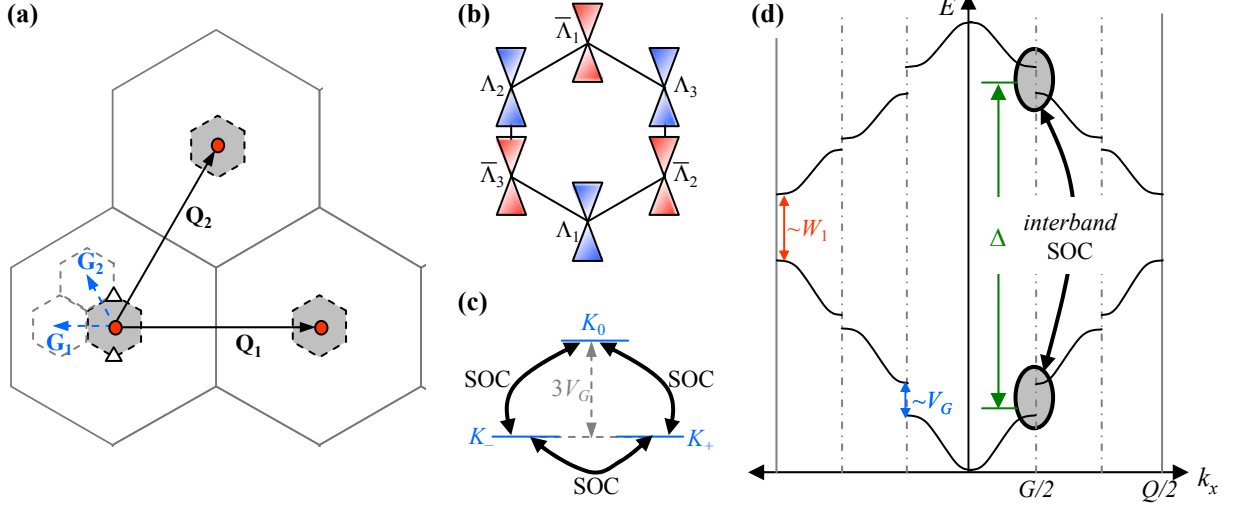 (a)
Q₂
G₂
G₁
Q₁
(b)
Λ̅₁
Λ₂
Λ₃
Λ̅₃
Λ̅₂
Λ₁
(c)
K₀
SOC
3V_G
SOC
K₋
K₊
SOC
(d)
E
~W₁
Δ
interband
SOC
~V_G
G/2
Q/2
kₓ